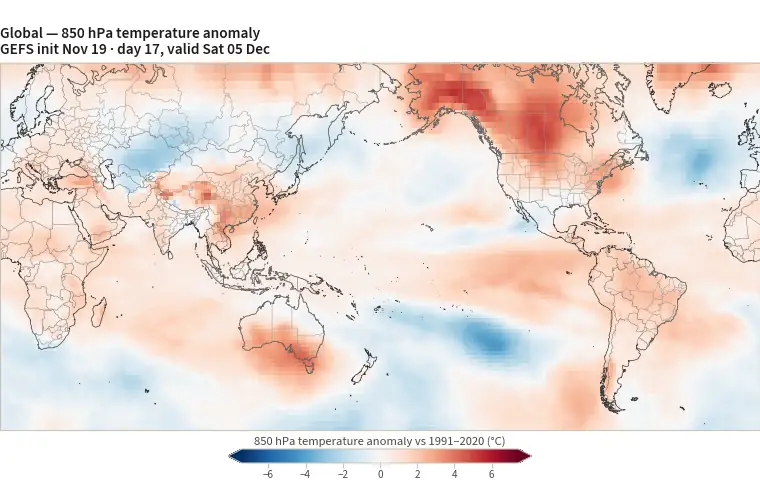 Global — 850 hPa temperature anomaly
GEFS init Nov 19 · day 17, valid Sat 05 Dec
850 hPa temperature anomaly vs 1991–2020 (°C)
−6 −4 −2 0 2 4 6